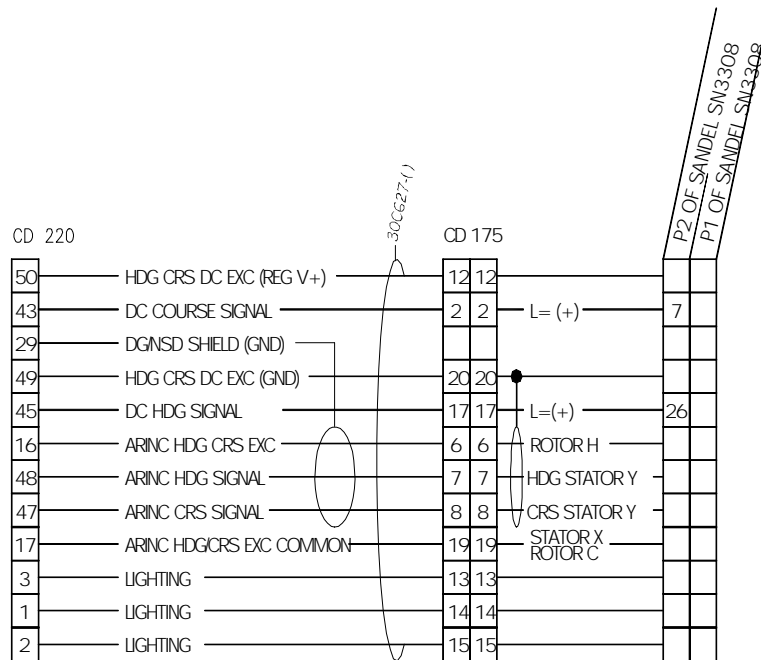 P2 OF SANDEL SN3308
P1 OF SANDEL SN3308
30C627-()
CD 220
CD 175
50 HDG CRS DC EXC (REG V+) 12 12
43 DC COURSE SIGNAL 2 2 L= (+) 7
29 DG/NSD SHIELD (GND)
49 HDG CRS DC EXC (GND) 20 20
45 DC HDG SIGNAL 17 17 L=(+) 26
16 ARINC HDG CRS EXC 6 6 ROTOR H
48 ARINC HDG SIGNAL 7 7 HDG STATOR Y
47 ARINC CRS SIGNAL 8 8 CRS STATOR Y
17 ARINC HDG/CRS EXC COMMON 19 19 STATOR X
ROTOR C
3 LIGHTING 13 13
1 LIGHTING 14 14
2 LIGHTING 15 15